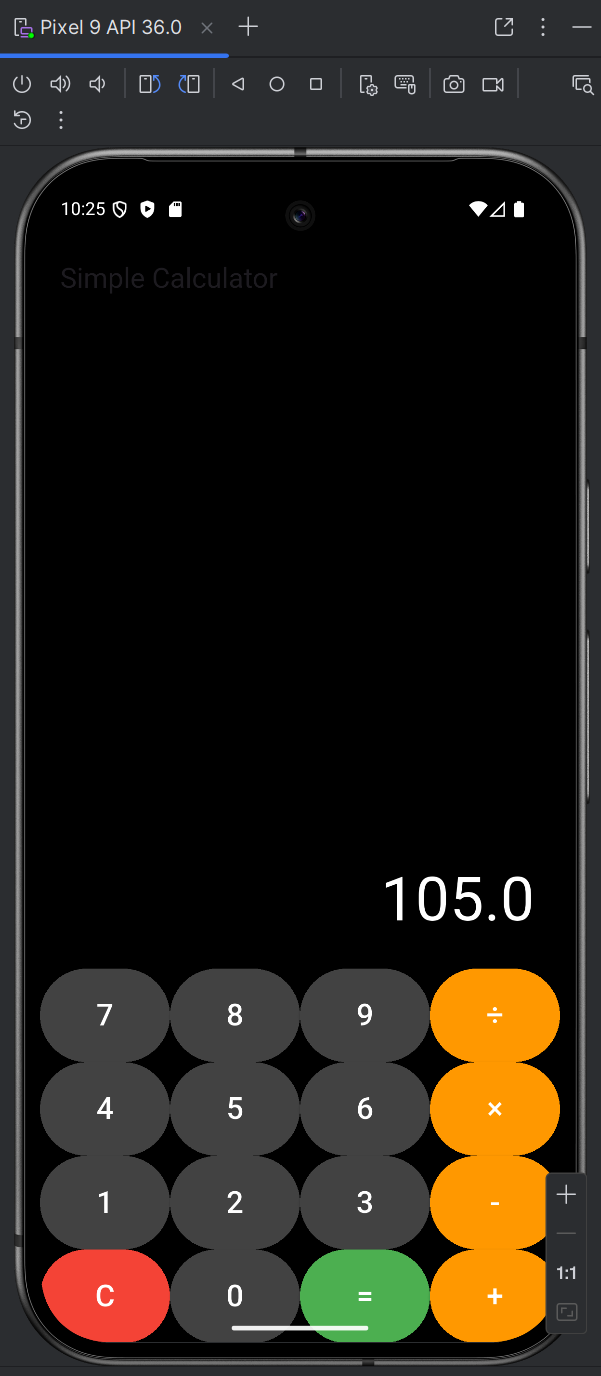 Pixel 9 API 36.0
10:25
Simple Calculator
105.0
7 8 9 ÷
4 5 6 ×
1 2 3 -
C 0 = +
1:1